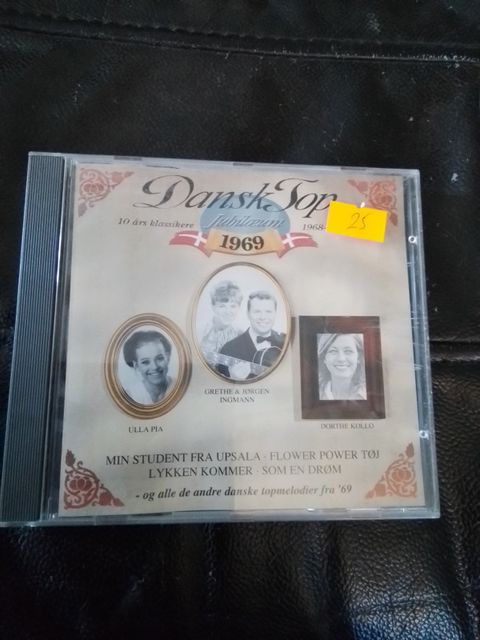 Dansk Top
10 års klassikere
Jubilæum
1968-
25
1969
GRETHE & JØRGEN
INGMANN
ULLA PIA
DORTHE KOLLO
MIN STUDENT FRA UPSALA · FLOWER POWER TØJ
LYKKEN KOMMER · SOM EN DRØM
- og alle de andre danske topmelodier fra '69